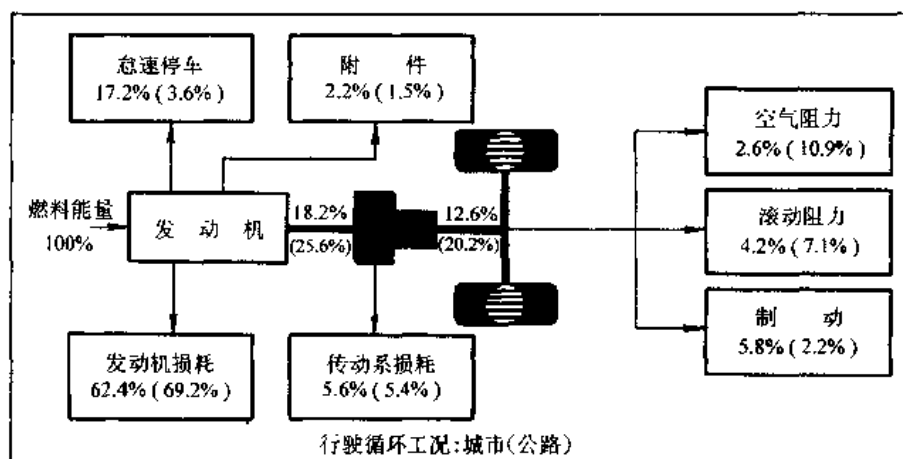 怠速停车
17.2%(3.6%)
附 件
2.2%(1.5%)
空气阻力
2.6%(10.9%)
燃料能量
100%
发 动 机
18.2%
(25.6%)
12.6%
(20.2%)
滚动阻力
4.2%(7.1%)
制 动
5.8%(2.2%)
发动机损耗
62.4%(69.2%)
传动系损耗
5.6%(5.4%)
行驶循环工况:城市(公路)